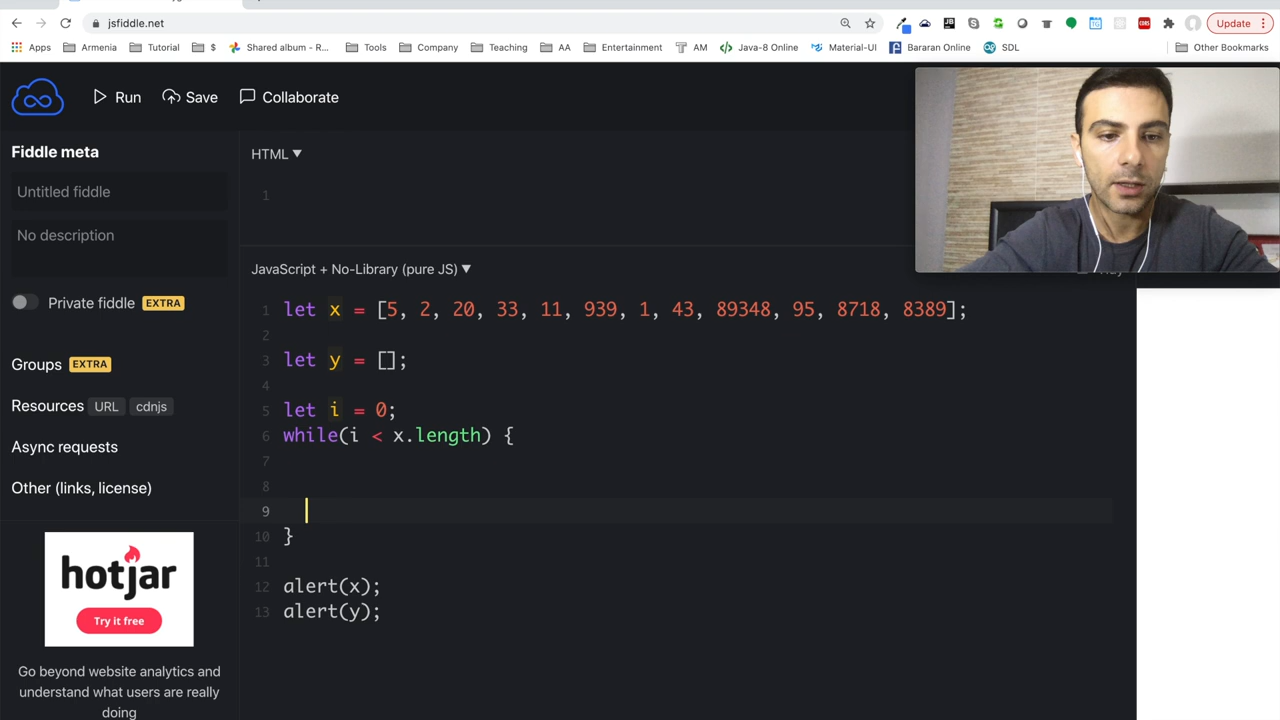 jsfiddle.net
Update
Apps Armenia Tutorial $ Shared album - R... Tools Company Teaching AA Entertainment AM Java-8 Online Material-UI Bararan Online SDL Other Bookmarks
Run Save Collaborate
Fiddle meta
Untitled fiddle
No description
Private fiddle EXTRA
Groups EXTRA
Resources URL cdnjs
Async requests
Other (links, license)
hotjar
Try it free
Go beyond website analytics and
understand what users are really
doing
HTML ▼
1
JavaScript + No-Library (pure JS) ▼
1 let x = [5, 2, 20, 33, 11, 939, 1, 43, 89348, 95, 8718, 8389];
2
3 let y = [];
4
5 let i = 0;
6 while(i < x.length) {
7
8
9
10 }
11
12 alert(x);
13 alert(y);